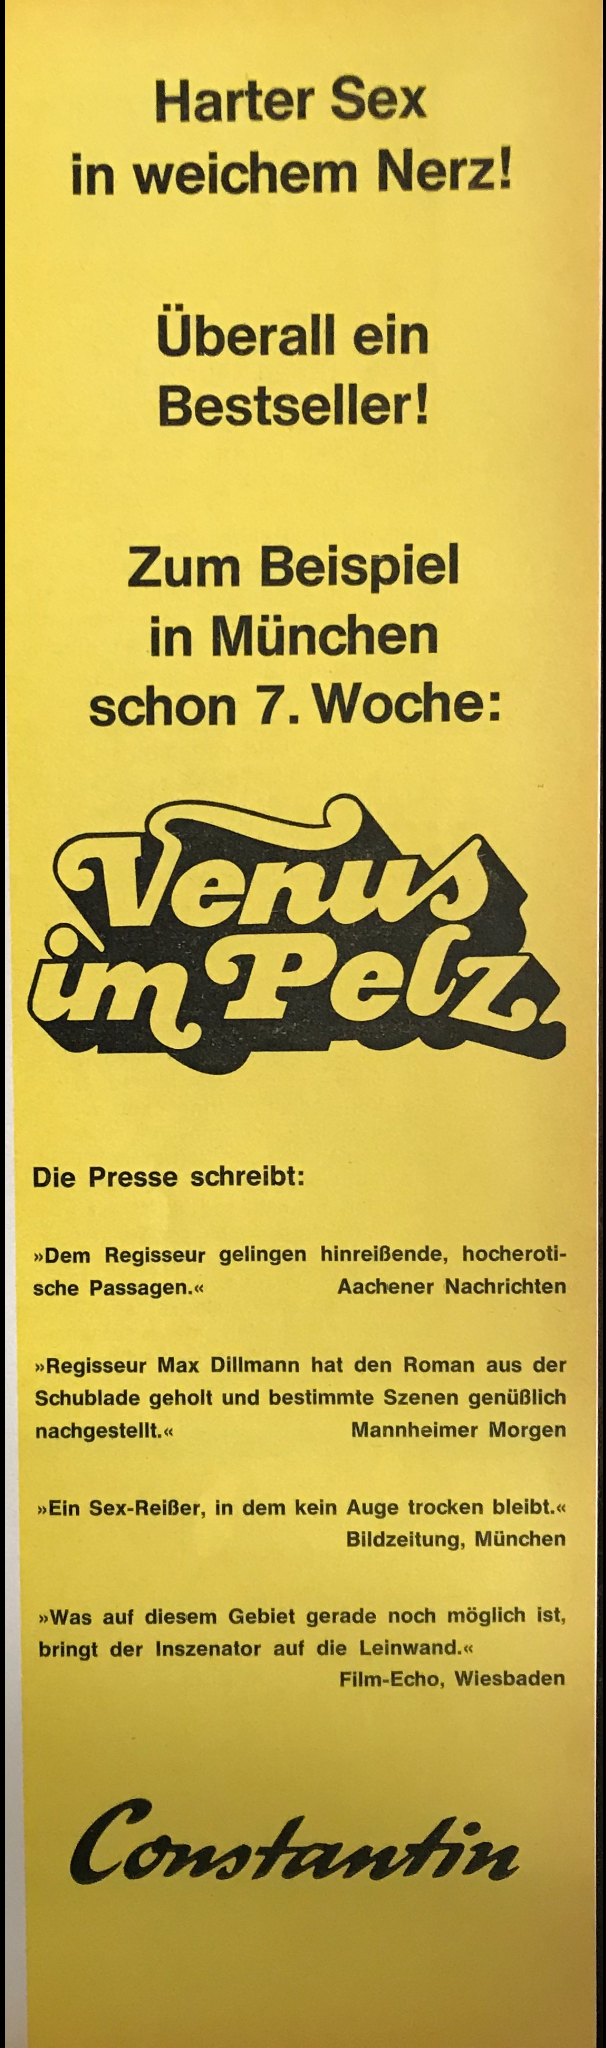 Harter Sex
in weichem Nerz!
Überall ein
Bestseller!
Zum Beispiel
in München
schon 7. Woche:
Venus
im Pelz
Die Presse schreibt:
»Dem Regisseur gelingen hinreißende, hocheroti-
sche Passagen.« Aachener Nachrichten
»Regisseur Max Dillmann hat den Roman aus der
Schublade geholt und bestimmte Szenen genüßlich
nachgestellt.« Mannheimer Morgen
»Ein Sex-Reißer, in dem kein Auge trocken bleibt.«
Bildzeitung, München
»Was auf diesem Gebiet gerade noch möglich ist,
bringt der Inszenator auf die Leinwand.«
Film-Echo, Wiesbaden
Constantin